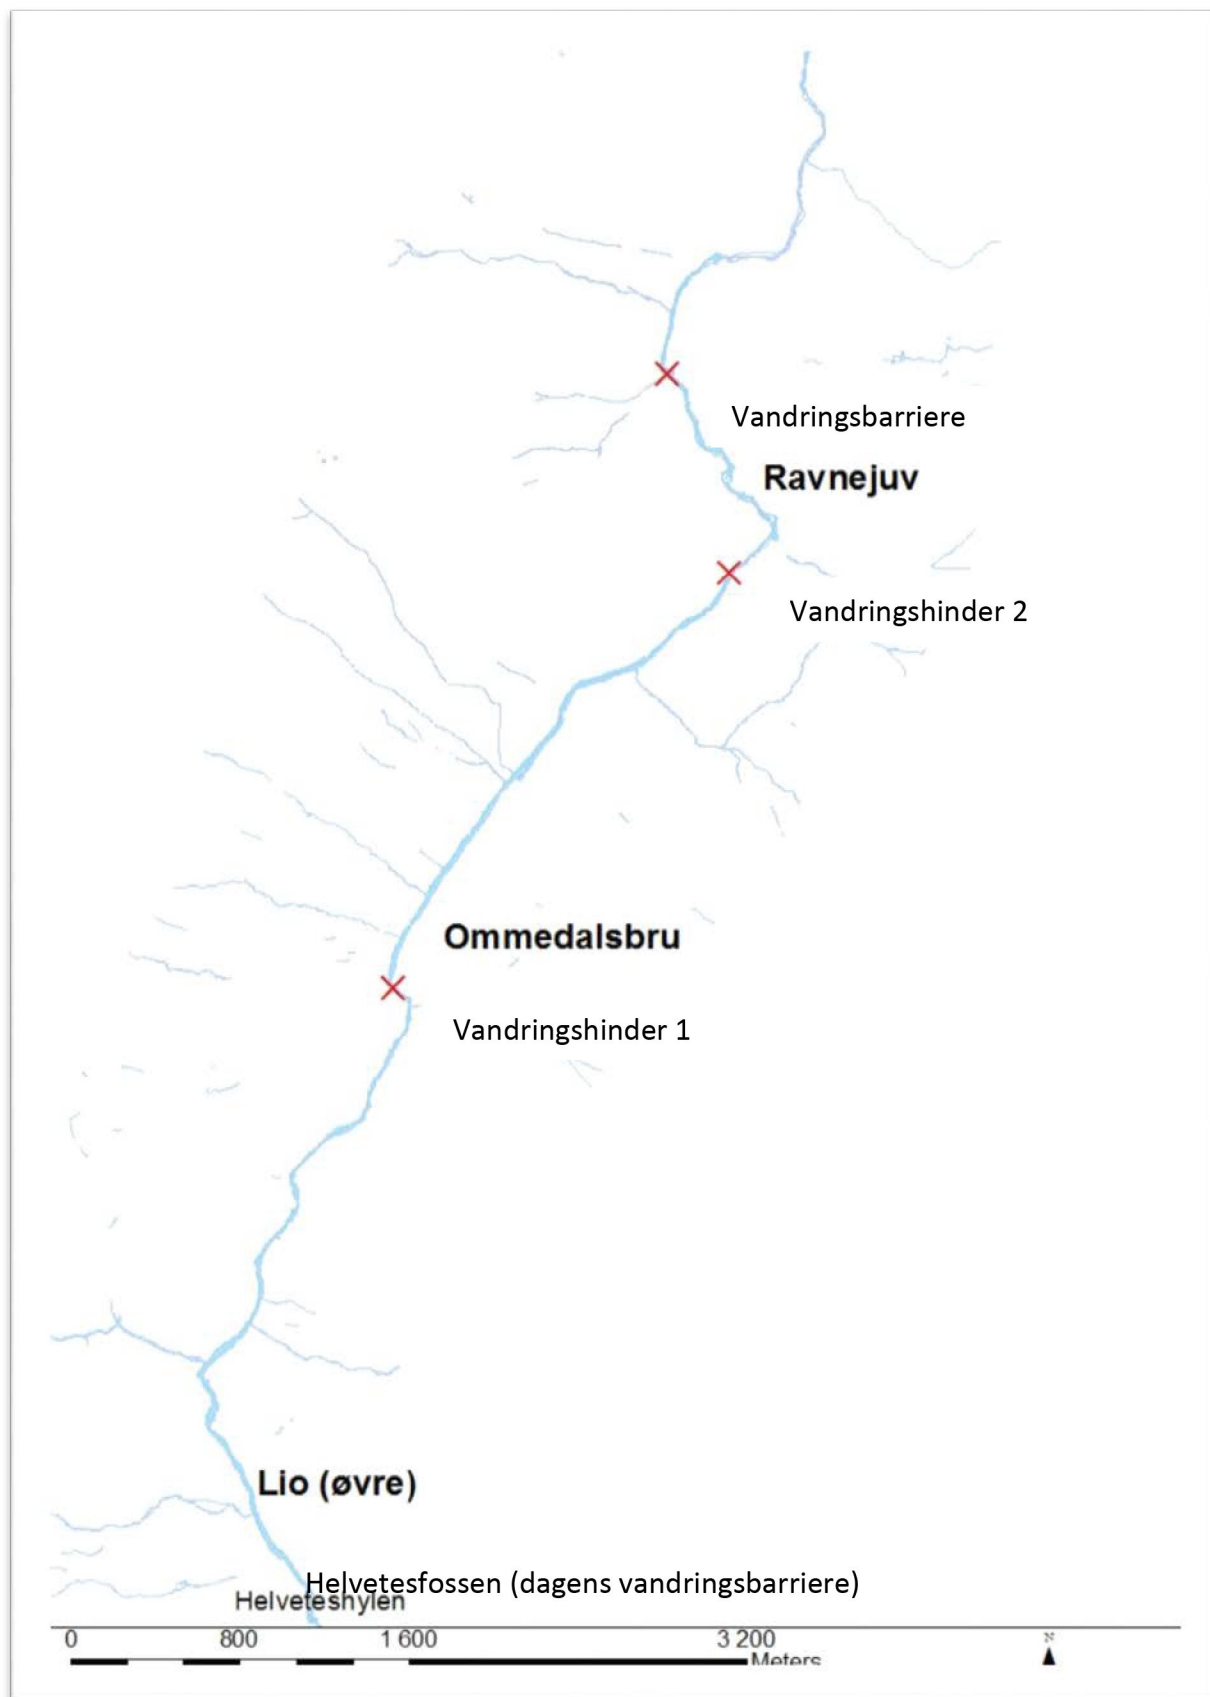 Vandringsbarriere
Ravnejuv
Vandringshinder 2
Ommedalsbru
Vandringshinder 1
Lio (øvre)
Helvetesfossen (dagens vandringsbarriere)
Helveteshylen
0 800 1 600 3 200
Meters
N